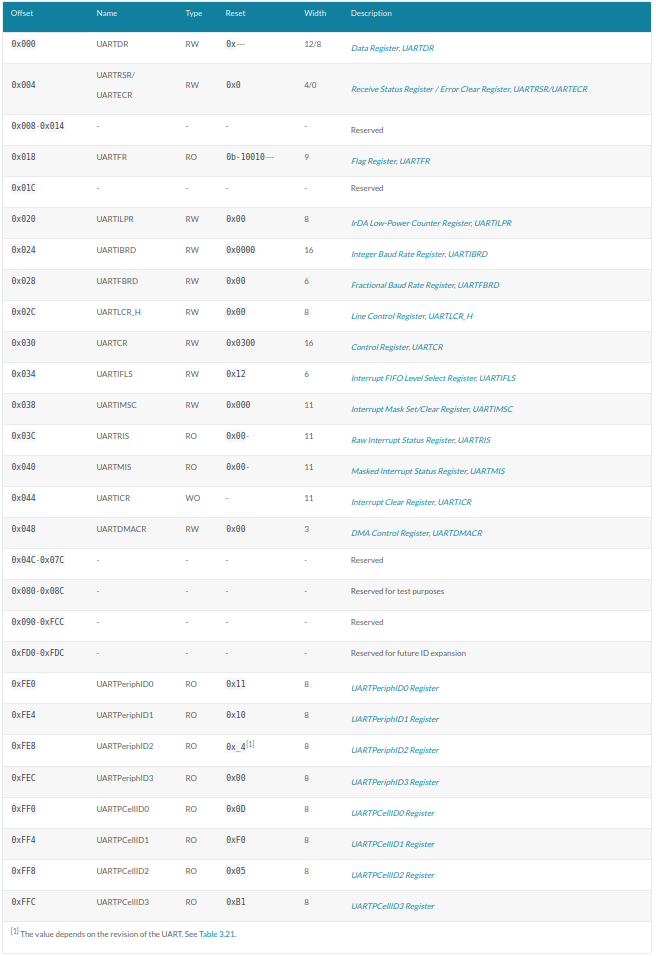 Offset Name Type Reset Width Description
0x000 UARTDR RW 0x--- 12/8 Data Register, UARTDR
0x004 UARTRSR/ UARTECR RW 0x0 4/0 Receive Status Register / Error Clear Register, UARTRSR/UARTECR
0x008-0x014 - - - - Reserved
0x018 UARTFR RO 0b-10010--- 9 Flag Register, UARTFR
0x01C - - - - Reserved
0x020 UARTILPR RW 0x00 8 IrDA Low-Power Counter Register, UARTILPR
0x024 UARTIBRD RW 0x0000 16 Integer Baud Rate Register, UARTIBRD
0x028 UARTFBRD RW 0x00 6 Fractional Baud Rate Register, UARTFBRD
0x02C UARTLCR_H RW 0x00 8 Line Control Register, UARTLCR_H
0x030 UARTCR RW 0x0300 16 Control Register, UARTCR
0x034 UARTIFLS RW 0x12 6 Interrupt FIFO Level Select Register, UARTIFLS
0x038 UARTIMSC RW 0x000 11 Interrupt Mask Set/Clear Register, UARTIMSC
0x03C UARTRIS RO 0x00- 11 Raw Interrupt Status Register, UARTRIS
0x040 UARTMIS RO 0x00- 11 Masked Interrupt Status Register, UARTMIS
0x044 UARTICR WO - 11 Interrupt Clear Register, UARTICR
0x048 UARTDMACR RW 0x00 3 DMA Control Register, UARTDMACR
0x04C-0x07C - - - - Reserved
0x080-0x08C - - - - Reserved for test purposes
0x090-0xFCC - - - - Reserved
0xFD0-0xFDC - - - - Reserved for future ID expansion
0xFE0 UARTPeriphID0 RO 0x11 8 UARTPeriphID0 Register
0xFE4 UARTPeriphID1 RO 0x10 8 UARTPeriphID1 Register
0xFE8 UARTPeriphID2 RO 0x_4[1] 8 UARTPeriphID2 Register
0xFEC UARTPeriphID3 RO 0x00 8 UARTPeriphID3 Register
0xFF0 UARTPCellID0 RO 0x0D 8 UARTPCellID0 Register
0xFF4 UARTPCellID1 RO 0xF0 8 UARTPCellID1 Register
0xFF8 UARTPCellID2 RO 0x05 8 UARTPCellID2 Register
0xFFC UARTPCellID3 RO 0xB1 8 UARTPCellID3 Register
[1] The value depends on the revision of the UART. See Table 3.21.